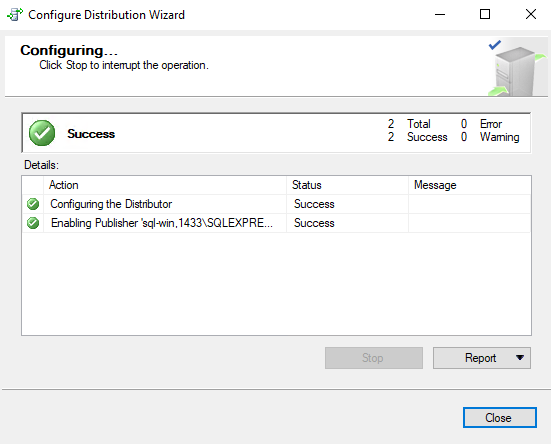 Configure Distribution Wizard
Configuring...
Click Stop to interrupt the operation.
Success
2 Total 0 Error
2 Success 0 Warning
Details:
Action Status Message
Configuring the Distributor Success
Enabling Publisher 'sql-win,1433\SQLEXPRE... Success
Stop Report
Close